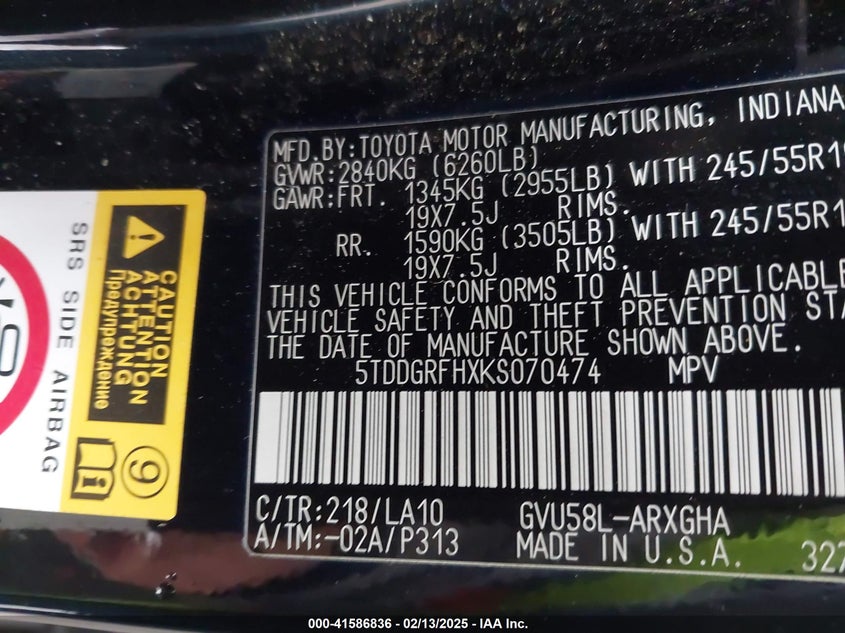 MFD.BY:TOYOTA MOTOR MANUFACTURING, INDIANA
GVWR:2840KG (6260LB)
GAWR:FRT. 1345KG (2955LB) WITH 245/55R19
19X7.5J RIMS.
RR. 1590KG (3505LB) WITH 245/55R1
19X7.5J RIMS.
THIS VEHICLE CONFORMS TO ALL APPLICABLE
VEHICLE SAFETY AND THEFT PREVENTION STA
THE DATE OF MANUFACTURE SHOWN ABOVE.
5TDDGRFHXKS070474 MPV
C/TR:218/LA10 GVU58L-ARXGHA
A/TM:-02A/P313 MADE IN U.S.A. 327
SRS SIDE AIRBAG
CAUTION
ATTENTION
ACHTUNG
Предупреждение
9
i
000-41586836 - 02/13/2025 - IAA Inc.